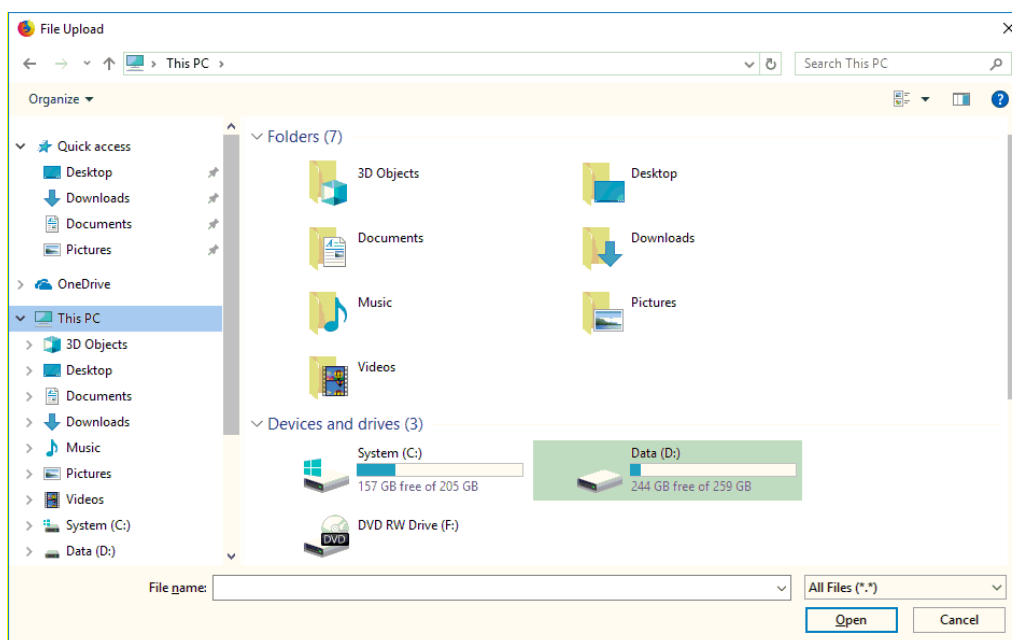 File Upload
This PC
Search This PC
Organize
?
Quick access
Desktop
Downloads
Documents
Pictures
OneDrive
This PC
3D Objects
Desktop
Documents
Downloads
Music
Pictures
Videos
System (C:)
Data (D:)
Folders (7)
3D Objects
Desktop
Documents
Downloads
Music
Pictures
Videos
Devices and drives (3)
System (C:)
157 GB free of 205 GB
Data (D:)
244 GB free of 259 GB
DVD RW Drive (F:)
DVD
File name:
All Files (*.*)
Open
Cancel